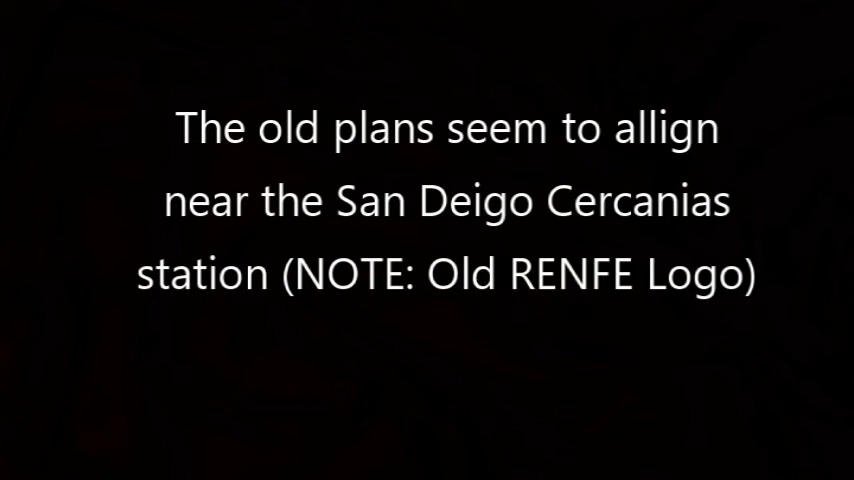 The old plans seem to allign
near the San Deigo Cercanias
station (NOTE: Old RENFE Logo)